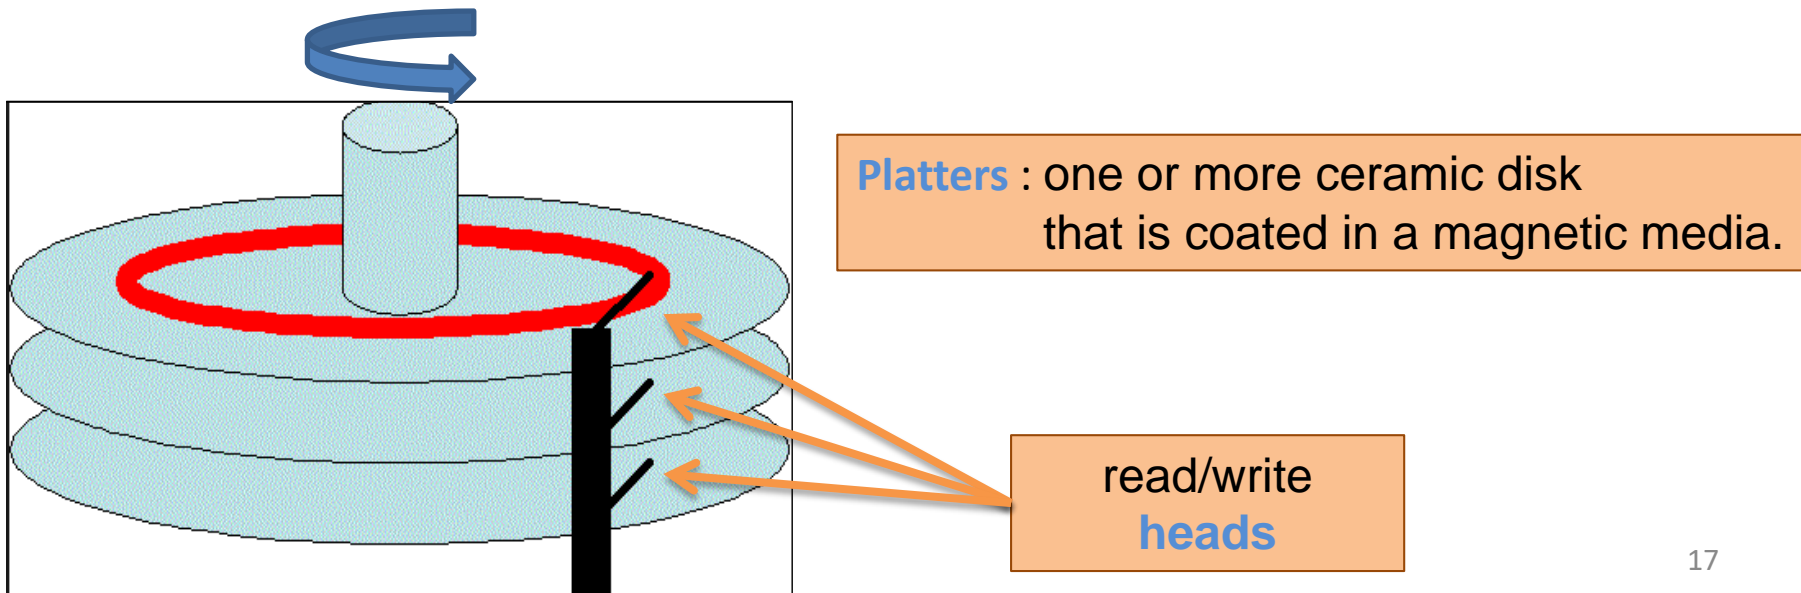 Platters : one or more ceramic disk
that is coated in a magnetic media.
read/write
heads
17